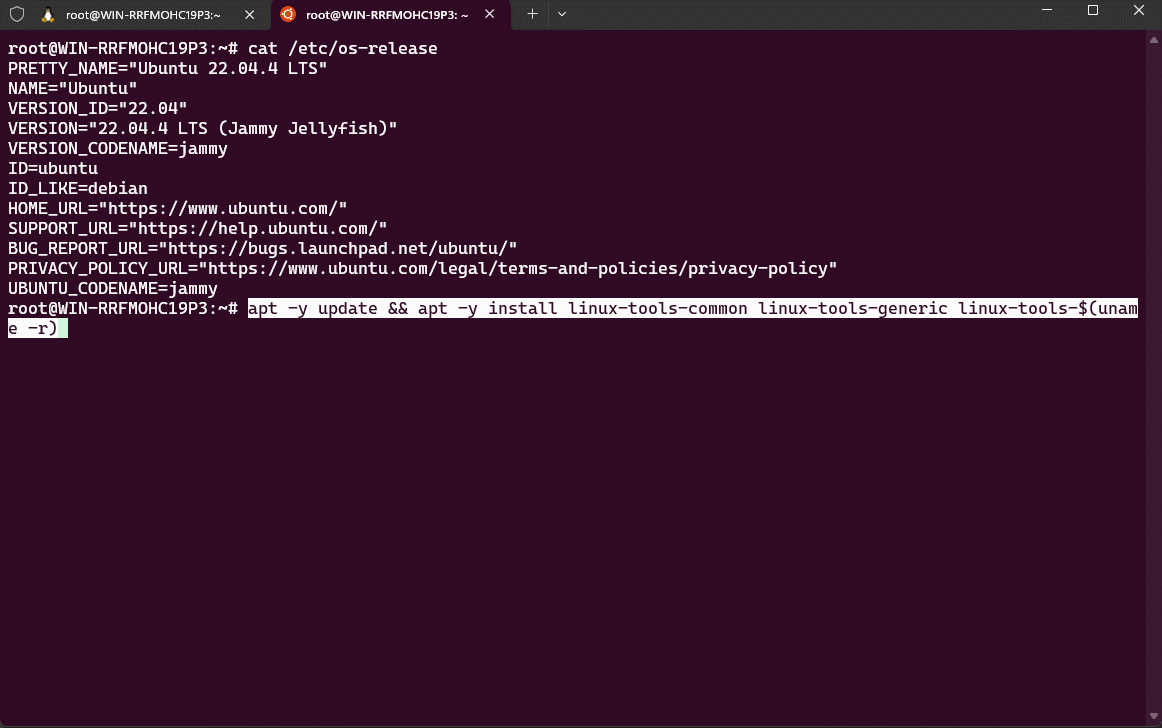 root@WIN-RRFMOHC19P3:~ root@WIN-RRFMOHC19P3: ~
root@WIN-RRFMOHC19P3:~# cat /etc/os-release
PRETTY_NAME="Ubuntu 22.04.4 LTS"
NAME="Ubuntu"
VERSION_ID="22.04"
VERSION="22.04.4 LTS (Jammy Jellyfish)"
VERSION_CODENAME=jammy
ID=ubuntu
ID_LIKE=debian
HOME_URL="https://www.ubuntu.com/"
SUPPORT_URL="https://help.ubuntu.com/"
BUG_REPORT_URL="https://bugs.launchpad.net/ubuntu/"
PRIVACY_POLICY_URL="https://www.ubuntu.com/legal/terms-and-policies/privacy-policy"
UBUNTU_CODENAME=jammy
root@WIN-RRFMOHC19P3:~# apt -y update && apt -y install linux-tools-common linux-tools-generic linux-tools-$(unam
e -r)